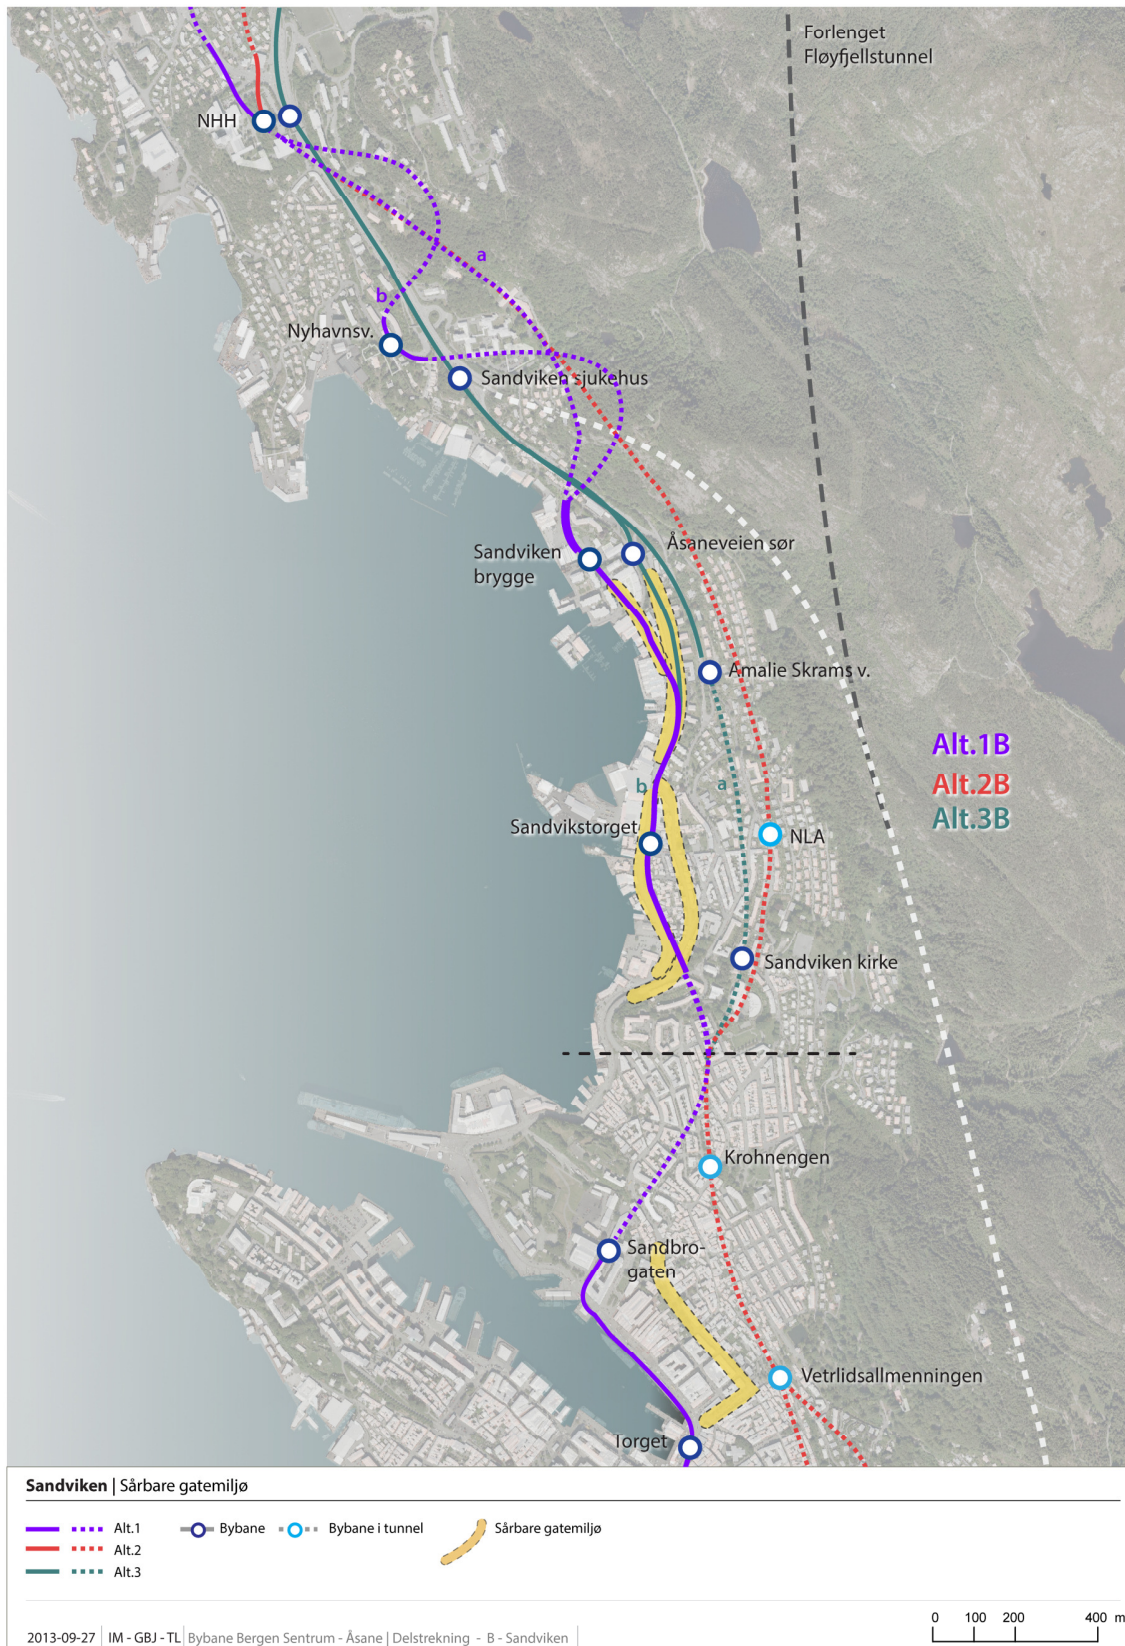 Forlenget
Fløyfjellstunnel
NHH
a
b
Nyhavnsv.
Sandviken sjukehus
Åsaneveien sør
Sandviken
brygge
Amalie Skrams v.
Alt.1B
Alt.2B
Alt.3B
b
a
Sandvikstorget
NLA
Sandviken kirke
Krohnengen
Sandbro-
gaten
Vetrlidsallmenningen
Torget
Sandviken | Sårbare gatemiljø
Alt.1
Bybane
Bybane i tunnel
Sårbare gatemiljø
Alt.2
Alt.3
0 100 200 400 m
2013-09-27 | IM - GBJ - TL | Bybane Bergen Sentrum - Åsane | Delstrekning - B - Sandviken |